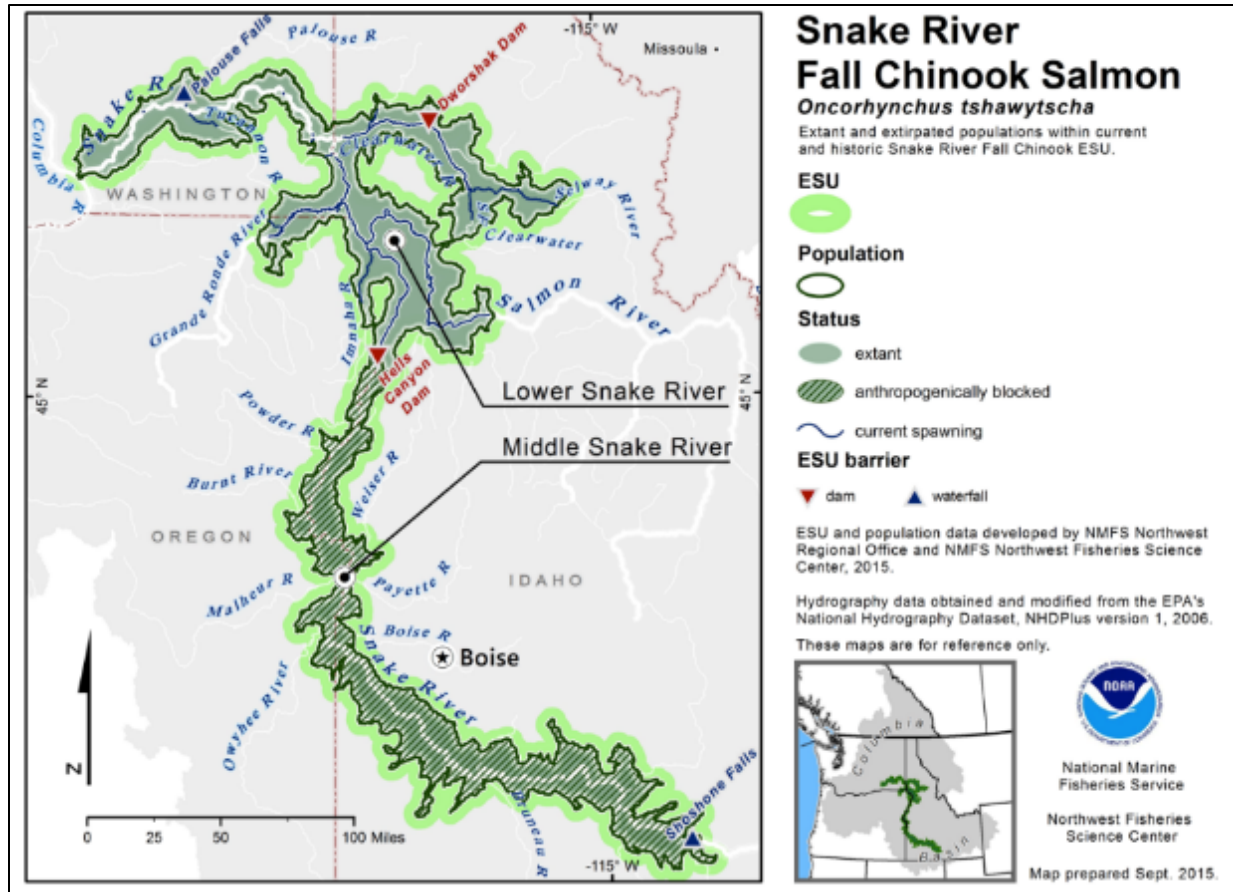 Snake River
Fall Chinook Salmon
Oncorhynchus tshawytscha
Extant and extirpated populations within current
and historic Snake River Fall Chinook ESU.
ESU
Population
Status
extant
anthropogenically blocked
current spawning
ESU barrier
dam
waterfall
ESU and population data developed by NMFS Northwest
Regional Office and NMFS Northwest Fisheries Science
Center, 2015.
Hydrography data obtained and modified from the EPA's
National Hydrography Dataset, NHDPlus version 1, 2006.
These maps are for reference only.
Columbia
Basin
NOAA
National Marine
Fisheries Service
Northwest Fisheries
Science Center
Map prepared Sept. 2015.
-115° W
Missoula
Palouse R
Palouse Falls
Snake R
Dworshak Dam
Tucannon R
Clearwater R
Columbia R
WASHINGTON
Selway River
SF Clearwater
Grande Ronde River
Imnaha R
Salmon River
Hells
Canyon
Dam
45° N
45° N
Lower Snake River
Powder R
Middle Snake River
Burnt River
Weiser R
OREGON
IDAHO
Malheur R
Payette R
Boise R
Boise
Snake River
Owyhee River
Bruneau R
Shoshone Falls
N
0 50 100 Miles
-115° W